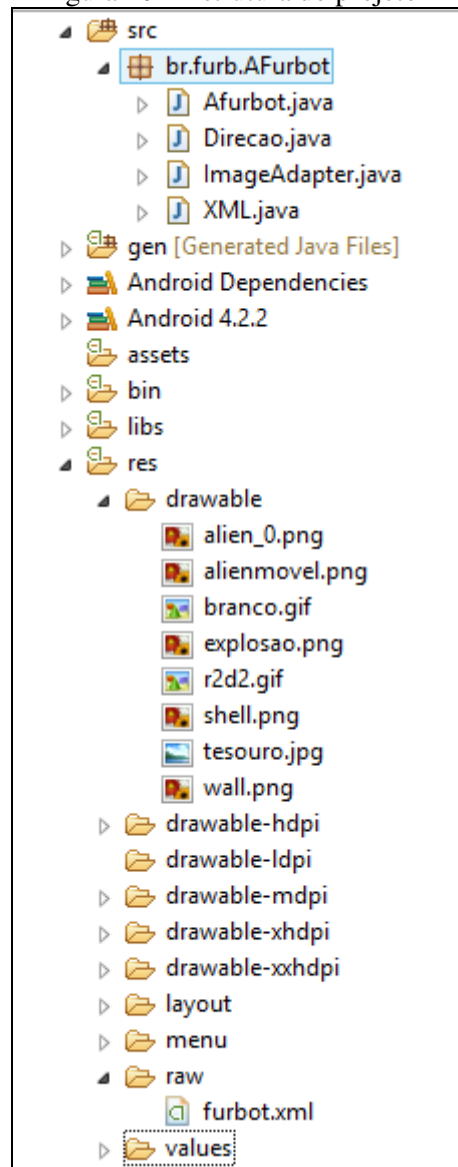 src
br.furb.AFurbot
Afurbot.java
Direcao.java
ImageAdapter.java
XML.java
gen [Generated Java Files]
Android Dependencies
Android 4.2.2
assets
bin
libs
res
drawable
alien_0.png
alienmovel.png
branco.gif
explosao.png
r2d2.gif
shell.png
tesouro.jpg
wall.png
drawable-hdpi
drawable-ldpi
drawable-mdpi
drawable-xhdpi
drawable-xxhdpi
layout
menu
raw
furbot.xml
values